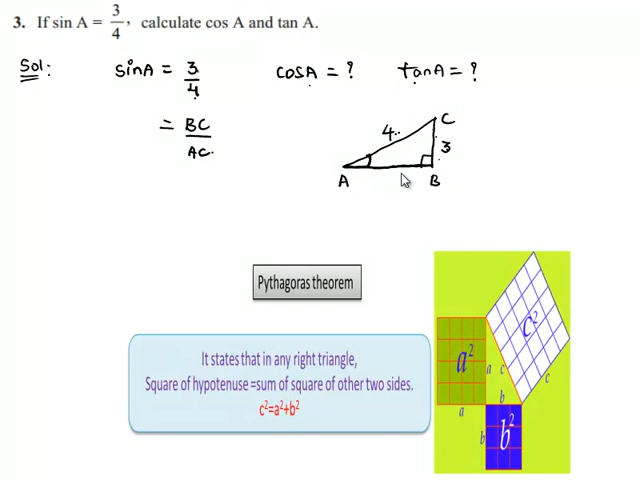 3. If sin A = 3/4, calculate cos A and tan A.
Sol: sinA = 3/4 cosA = ? tanA = ?
= BC/AC
4
C
3
A
B
Pythagoras theorem
It states that in any right triangle,
Square of hypotenuse =sum of square of other two sides.
c²=a²+b²
c²
a²
a
c
c
b
a
b
b²